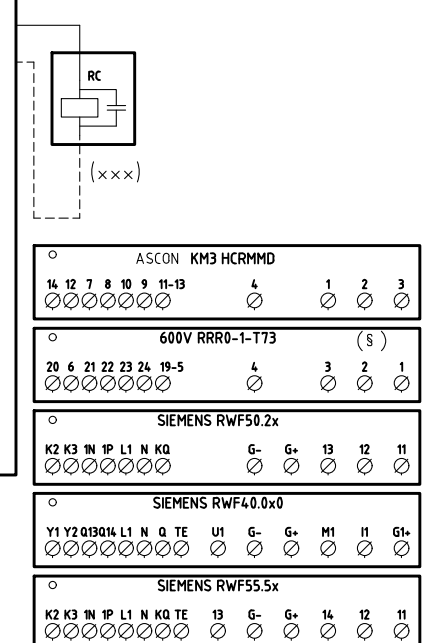 RC
(xxx)
ASCON KM3 HCRMMD
14 12 7 8 10 9 11-13 4 1 2 3
600V RRR0-1-T73 (§)
20 6 21 22 23 24 19-5 4 3 2 1
SIEMENS RWF50.2x
K2 K3 1N 1P L1 N KQ G- G+ 13 12 11
SIEMENS RWF40.0x0
Y1 Y2 Q13 Q14 L1 N Q TE U1 G- G+ M1 I1 G1+
SIEMENS RWF55.5x
K2 K3 1N 1P L1 N KQ TE 13 G- G+ 14 12 11